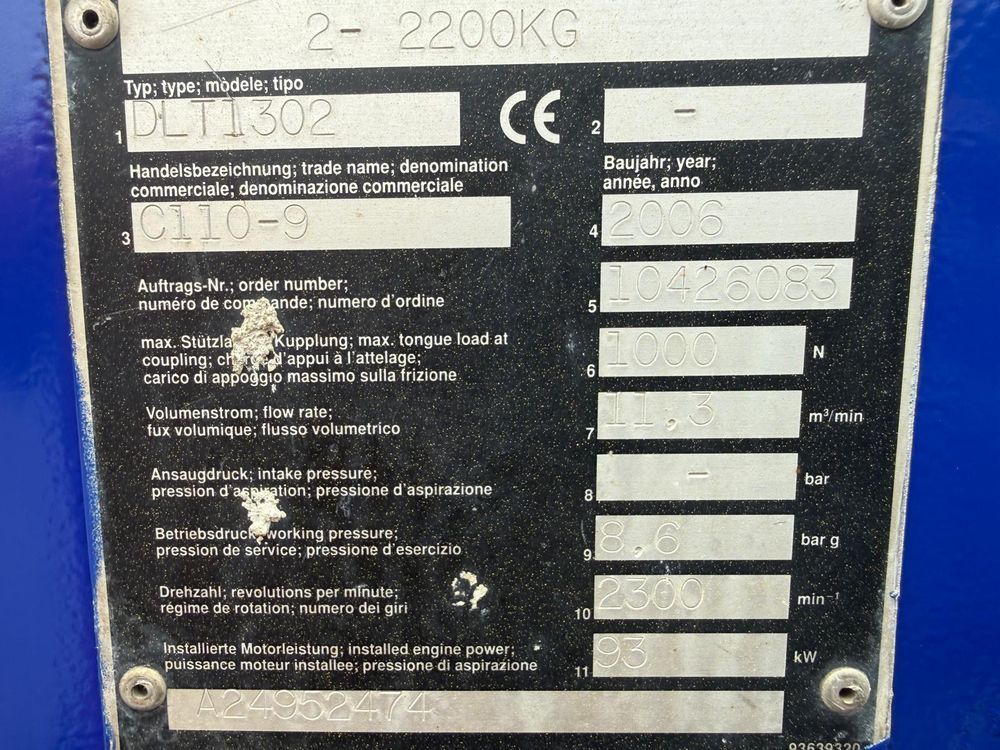 2- 2200KG
Typ; type; modele; tipo
1 DLT1302
CE
2 -
Handelsbezeichnung; trade name; denomination
commerciale; denominazione commerciale
3 C110-9
Baujahr; year;
année, anno
4 2006
Auftrags-Nr.; order number;
numéro de commande; numero d'ordine
5 10426083
max. Kupplung; max. tongue load at
coupling; charge d'appui à l'attelage;
carico di appoggio massimo sulla frizione
6 1000 N
Volumenstrom; flow rate;
fux volumique; flusso volumetrico
7 11,3 m³/min
Ansaugdruck; intake pressure;
pression d'aspiration; pressione d'aspirazione
8 - bar
Betriebsdruck; working pressure;
pression de service; pressione d'esercizio
9 8,6 bar g
Drehzahl; revolutions per minute;
régime de rotation; numero dei giri
10 2300 min⁻¹
Installierte Motorleistung; installed engine power;
puissance moteur installee; pressione di aspirazione
11 93 kW
A24952474
93639320